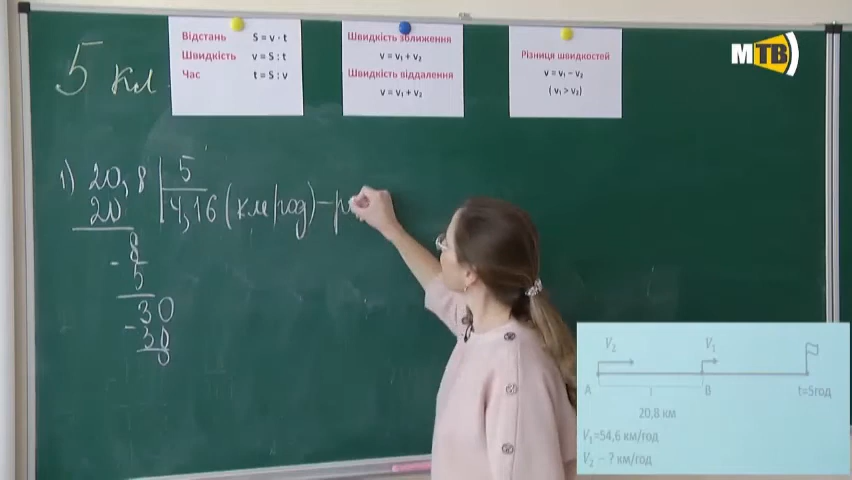 Відстань S = v · t
Швидкість v = S : t
Час t = S : v
Швидкість зближення
v = v₁ + v₂
Швидкість віддалення
v = v₁ + v₂
Різниця швидкостей
v = v₁ − v₂
( v₁ > v₂)
МТВ
5 кл
1) 20,8 5
20 4,16 (км/год) –
8
- 5
30
- 30
0
V₂ V₁
A t B t=5год
20,8 км
V₁=54,6 км/год
V₂ – ? км/год